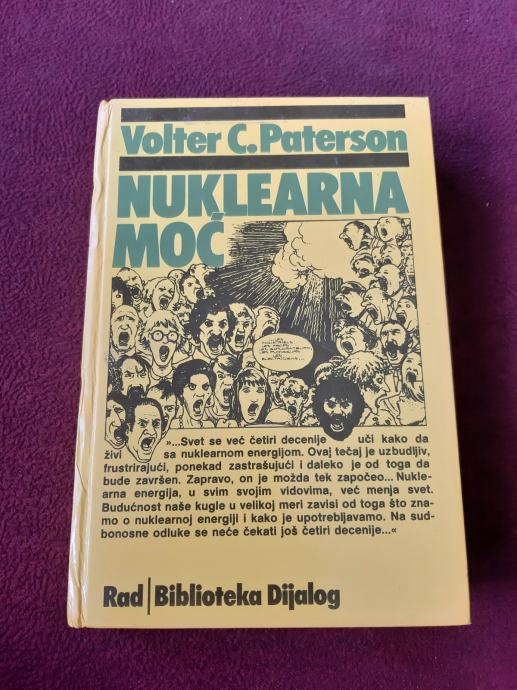 Volter C. Paterson
NUKLEARNA
MOĆ
»...Svet se već četiri decenije uči kako da
živi sa nuklearnom energijom. Ovaj tečaj je uzbudljiv,
frustrirajući, ponekad zastrašujući i daleko je od toga da
bude završen. Zapravo, on je možda tek započeo... Nukle-
arna energija, u svim svojim vidovima, već menja svet.
Budućnost naše kugle u velikoj meri zavisi od toga što zna-
mo o nuklearnoj energiji i kako je upotrebljavamo. Na sud-
bonosne odluke se neće čekati još četiri decenije...«
Rad | Biblioteka Dijalog